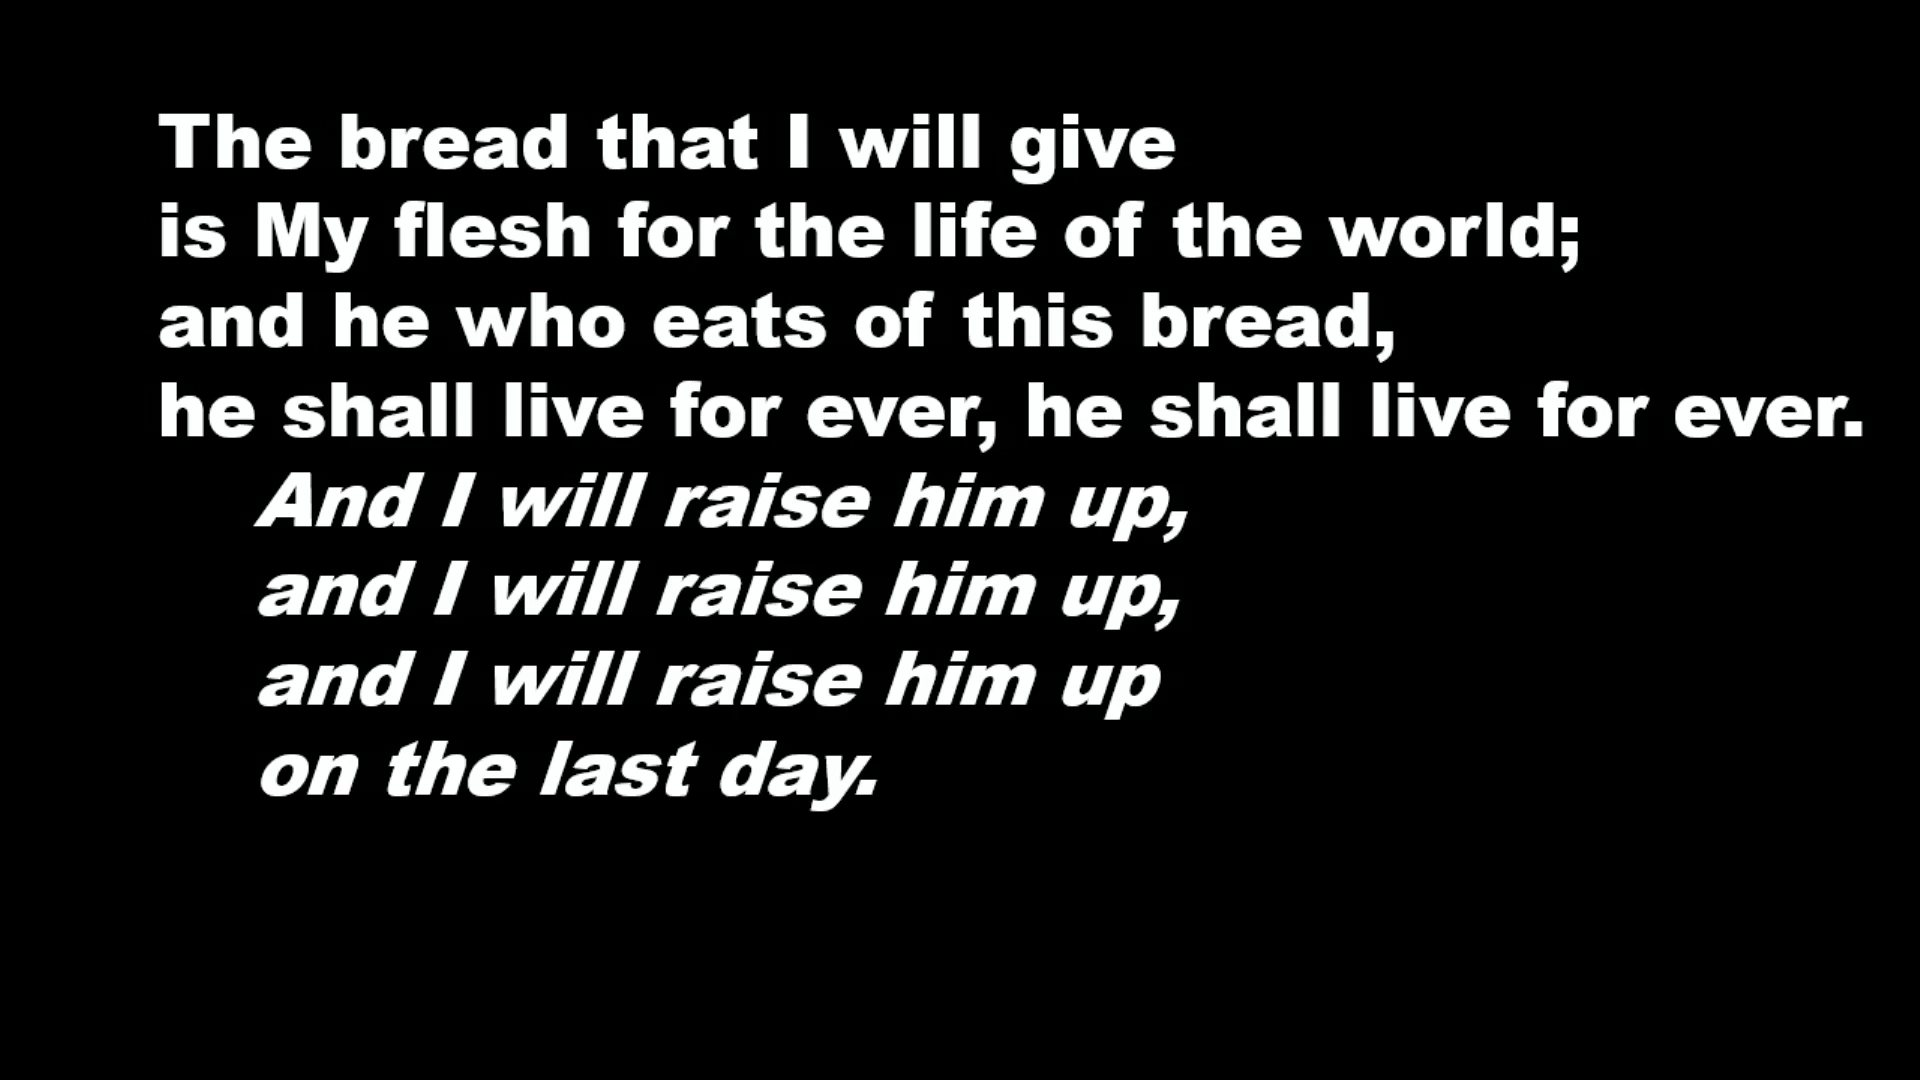 The bread that I will give
is My flesh for the life of the world;
and he who eats of this bread,
he shall live for ever, he shall live for ever.
And I will raise him up,
and I will raise him up,
and I will raise him up
on the last day.